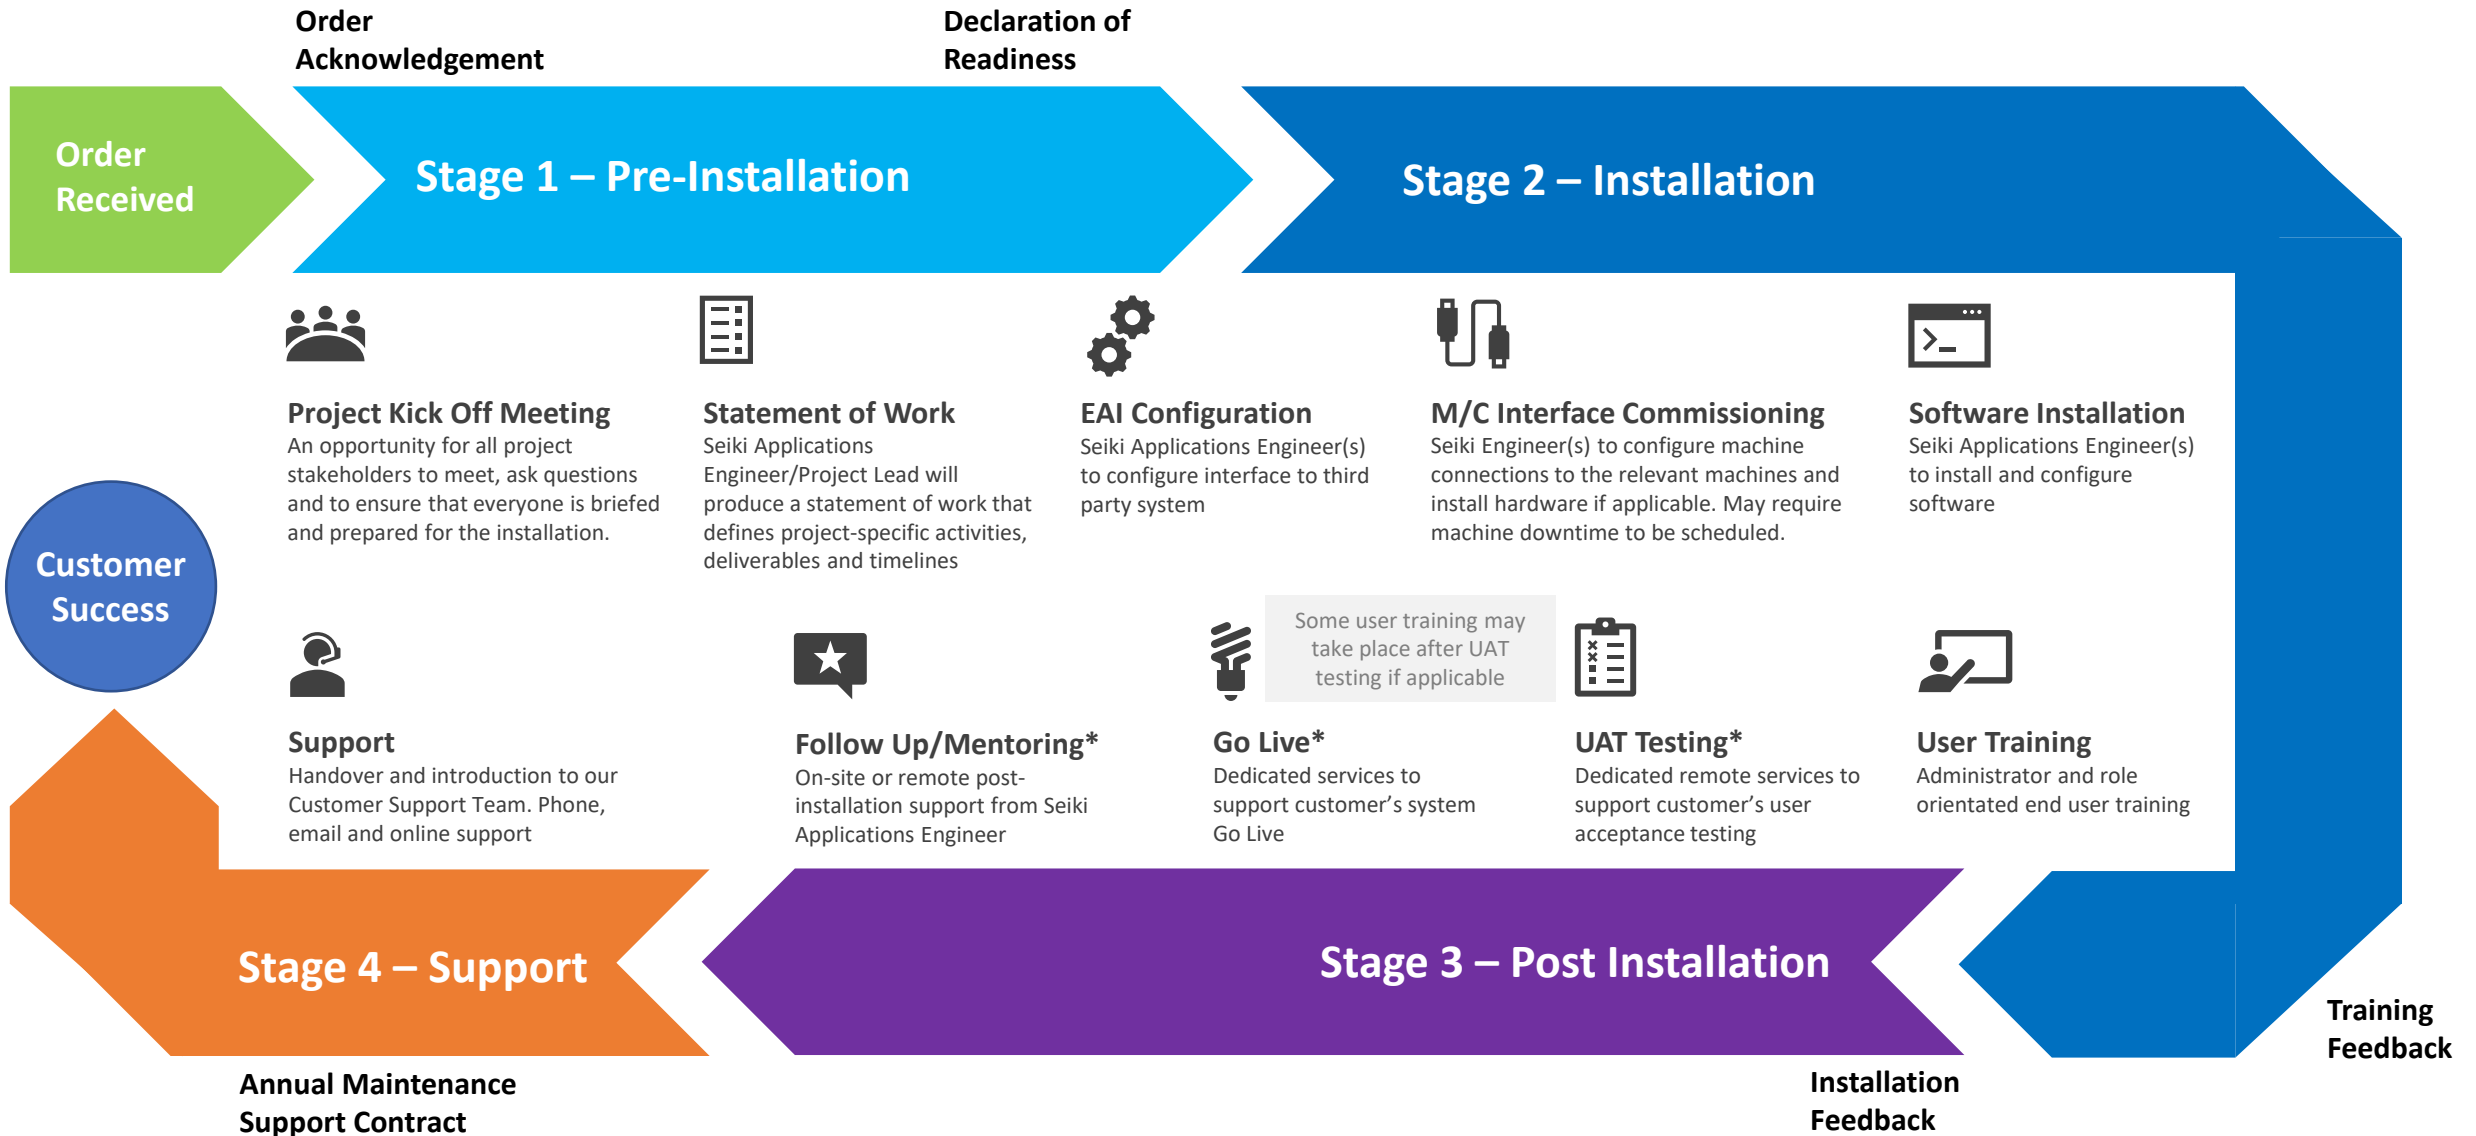 Order
Acknowledgement
Declaration of
Readiness
Order
Received
Stage 1 – Pre-Installation
Stage 2 – Installation
Project Kick Off Meeting
An opportunity for all project
stakeholders to meet, ask questions
and to ensure that everyone is briefed
and prepared for the installation.
Statement of Work
Seiki Applications
Engineer/Project Lead will
produce a statement of work that
defines project-specific activities,
deliverables and timelines
EAI Configuration
Seiki Applications Engineer(s)
to configure interface to third
party system
M/C Interface Commissioning
Seiki Engineer(s) to configure machine
connections to the relevant machines and
install hardware if applicable. May require
machine downtime to be scheduled.
Software Installation
Seiki Applications Engineer(s)
to install and configure
software
Customer
Success
Support
Handover and introduction to our
Customer Support Team. Phone,
email and online support
Follow Up/Mentoring*
On-site or remote post-
installation support from Seiki
Applications Engineer
Go Live*
Dedicated services to
support customer’s system
Go Live
Some user training may
take place after UAT
testing if applicable
UAT Testing*
Dedicated remote services to
support customer’s user
acceptance testing
User Training
Administrator and role
orientated end user training
Stage 4 – Support
Stage 3 – Post Installation
Training
Feedback
Annual Maintenance
Support Contract
Installation
Feedback